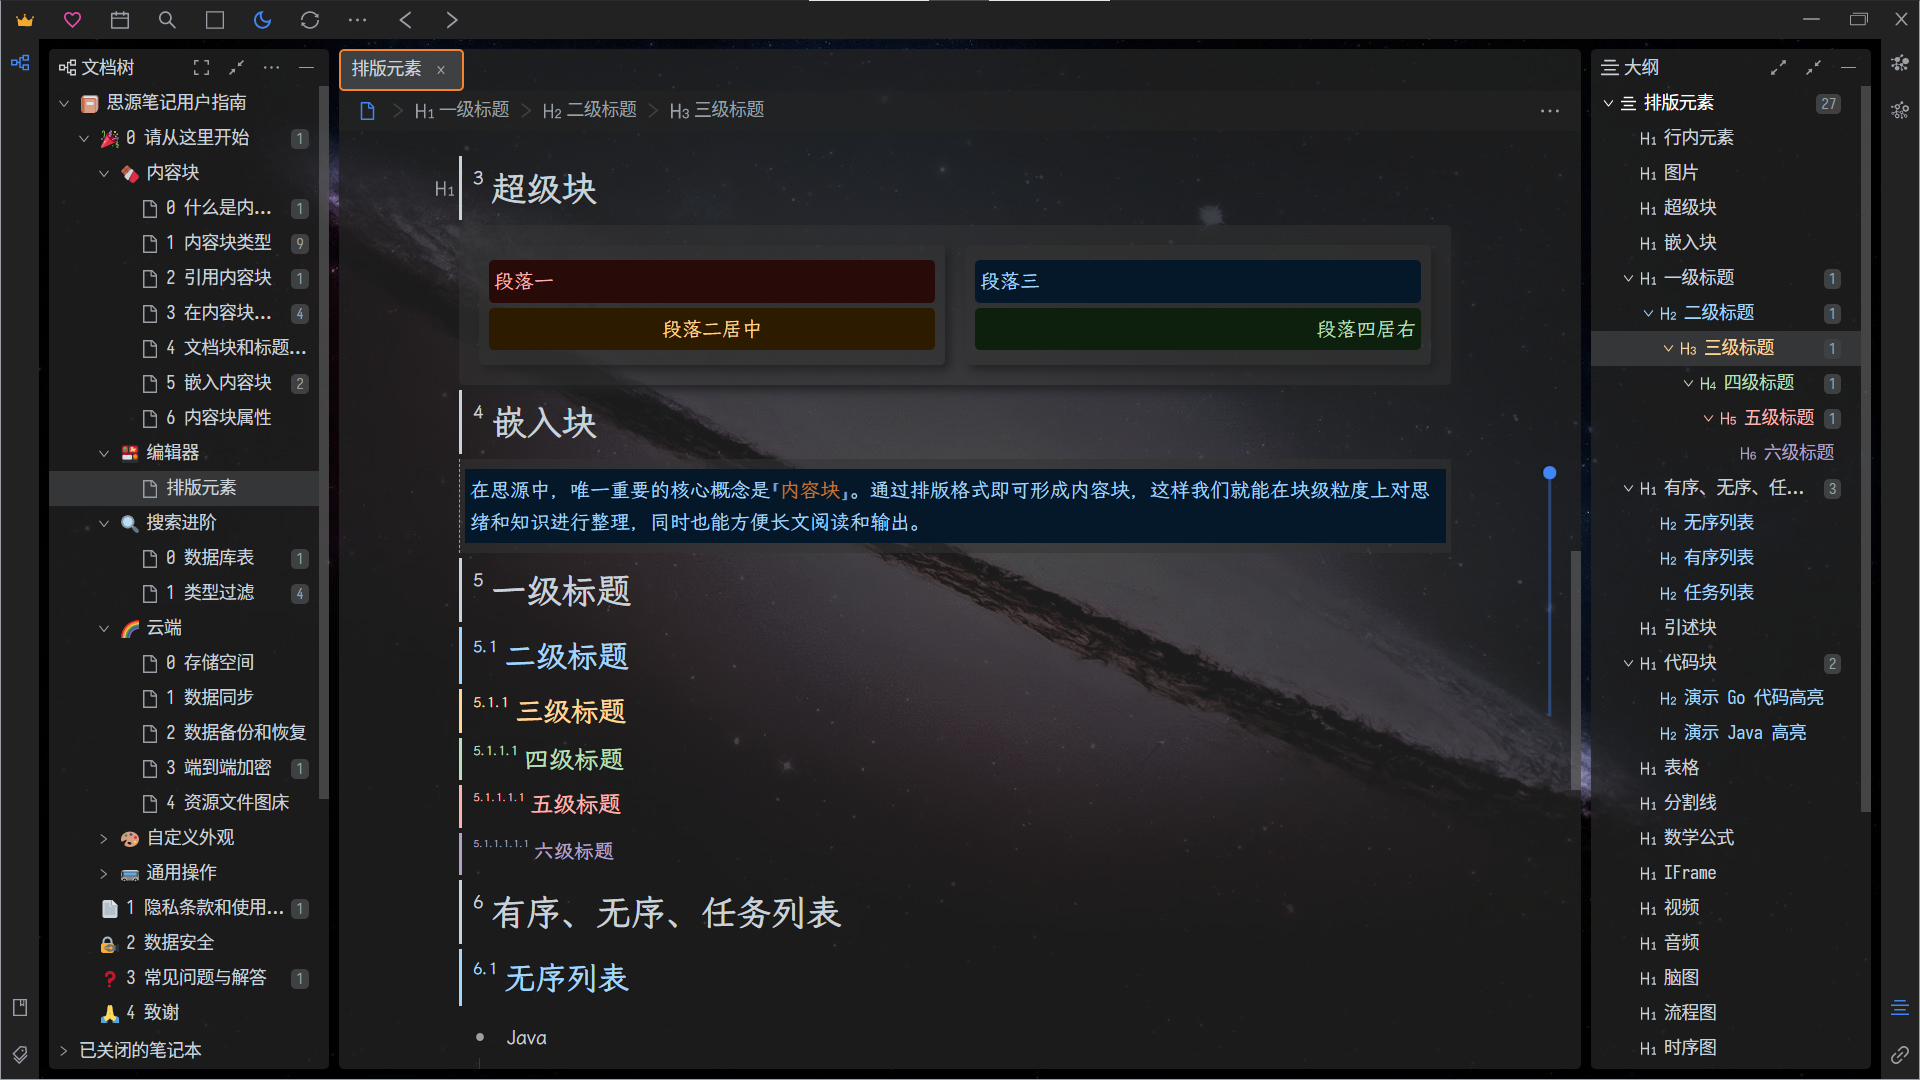 文档树
思源笔记用户指南
0 请从这里开始 1
内容块
0 什么是内... 1
1 内容块类型 9
2 引用内容块 1
3 在内容块... 4
4 文档块和标题...
5 嵌入内容块 2
6 内容块属性
编辑器
排版元素
搜索进阶
0 数据库表 1
1 类型过滤 4
云端
0 存储空间
1 数据同步
2 数据备份和恢复
3 端到端加密 1
4 资源文件图床
自定义外观
通用操作
1 隐私条款和使用... 1
2 数据安全
3 常见问题与解答 1
4 致谢
已关闭的笔记本
排版元素 ×
H1 一级标题 H2 二级标题 H3 三级标题
H1 3 超级块
段落一
段落二居中
段落三
段落四居右
4 嵌入块
在思源中，唯一重要的核心概念是「内容块」。通过排版格式即可形成内容块，这样我们就能在块级粒度上对思
绪和知识进行整理，同时也能方便长文阅读和输出。
5 一级标题
5.1 二级标题
5.1.1 三级标题
5.1.1.1 四级标题
5.1.1.1.1 五级标题
5.1.1.1.1.1 六级标题
6 有序、无序、任务列表
6.1 无序列表
Java
大纲
排版元素 27
H1 行内元素
H1 图片
H1 超级块
H1 嵌入块
H1 一级标题 1
H2 二级标题 1
H3 三级标题 1
H4 四级标题 1
H5 五级标题 1
H6 六级标题
H1 有序、无序、任... 3
H2 无序列表
H2 有序列表
H2 任务列表
H1 引述块
H1 代码块 2
H2 演示 Go 代码高亮
H2 演示 Java 高亮
H1 表格
H1 分割线
H1 数学公式
H1 IFrame
H1 视频
H1 音频
H1 脑图
H1 流程图
H1 时序图